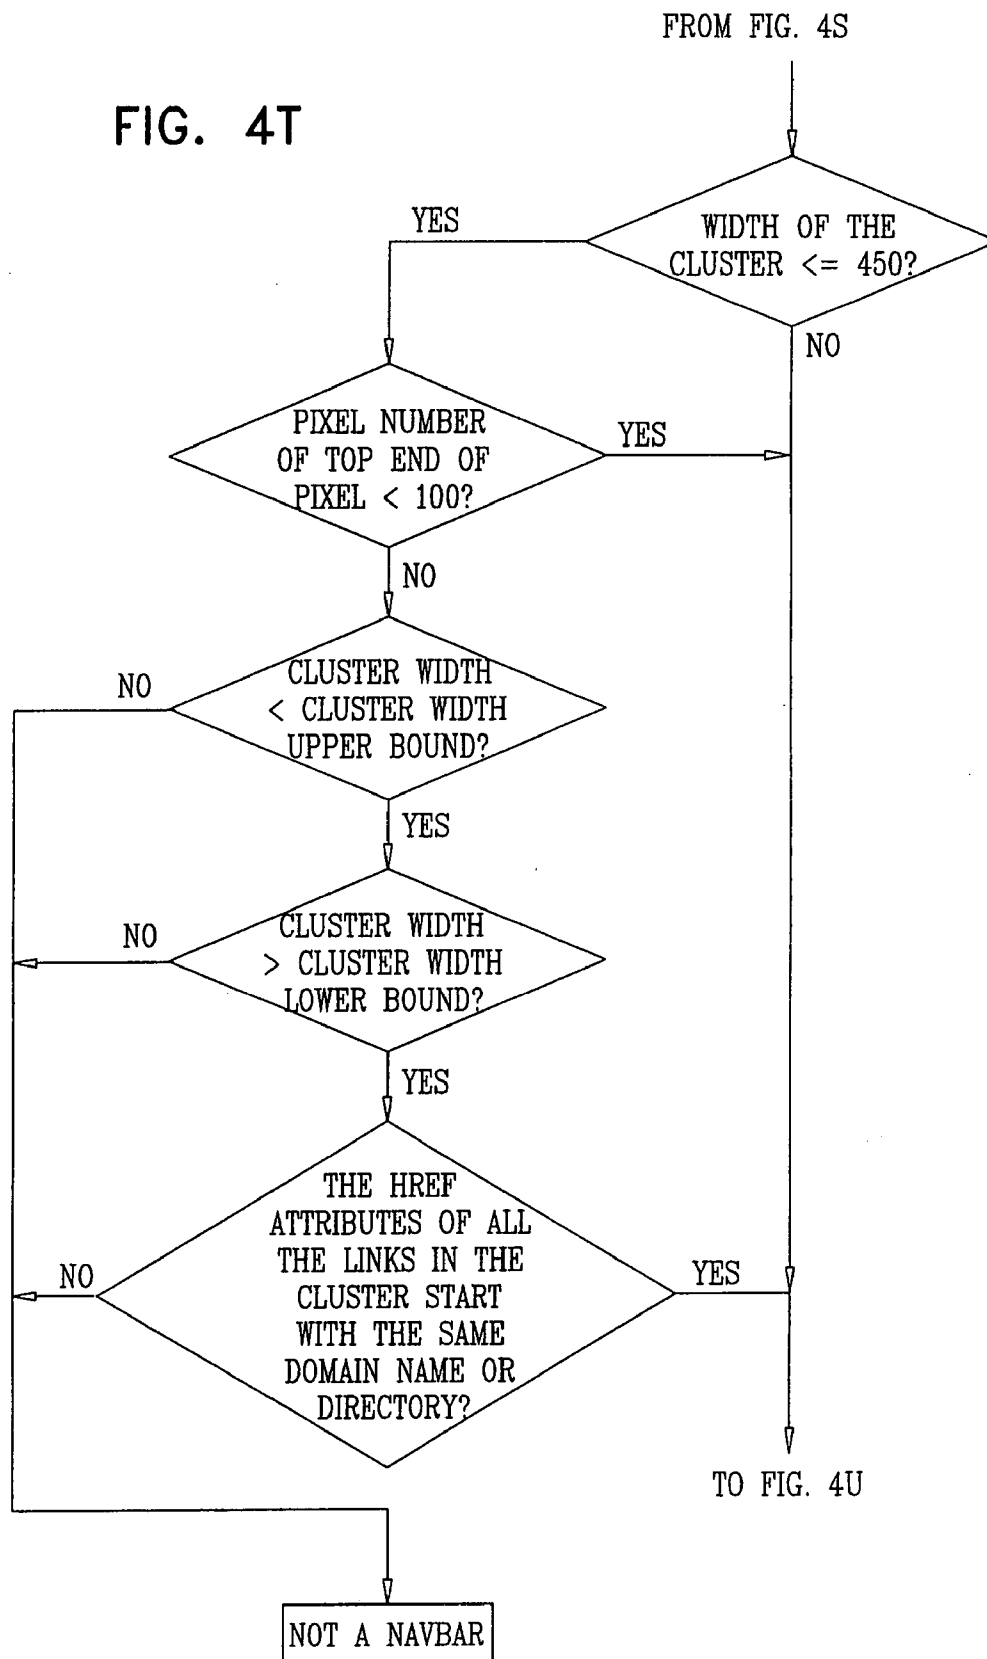 FROM FIG. 4S
FIG. 4T
WIDTH OF THE
CLUSTER <= 450?
YES
NO
PIXEL NUMBER
OF TOP END OF
PIXEL < 100?
YES
NO
CLUSTER WIDTH
< CLUSTER WIDTH
UPPER BOUND?
NO
YES
CLUSTER WIDTH
> CLUSTER WIDTH
LOWER BOUND?
NO
YES
THE HREF
ATTRIBUTES OF ALL
THE LINKS IN THE
CLUSTER START
WITH THE SAME
DOMAIN NAME OR
DIRECTORY?
NO
YES
TO FIG. 4U
NOT A NAVBAR